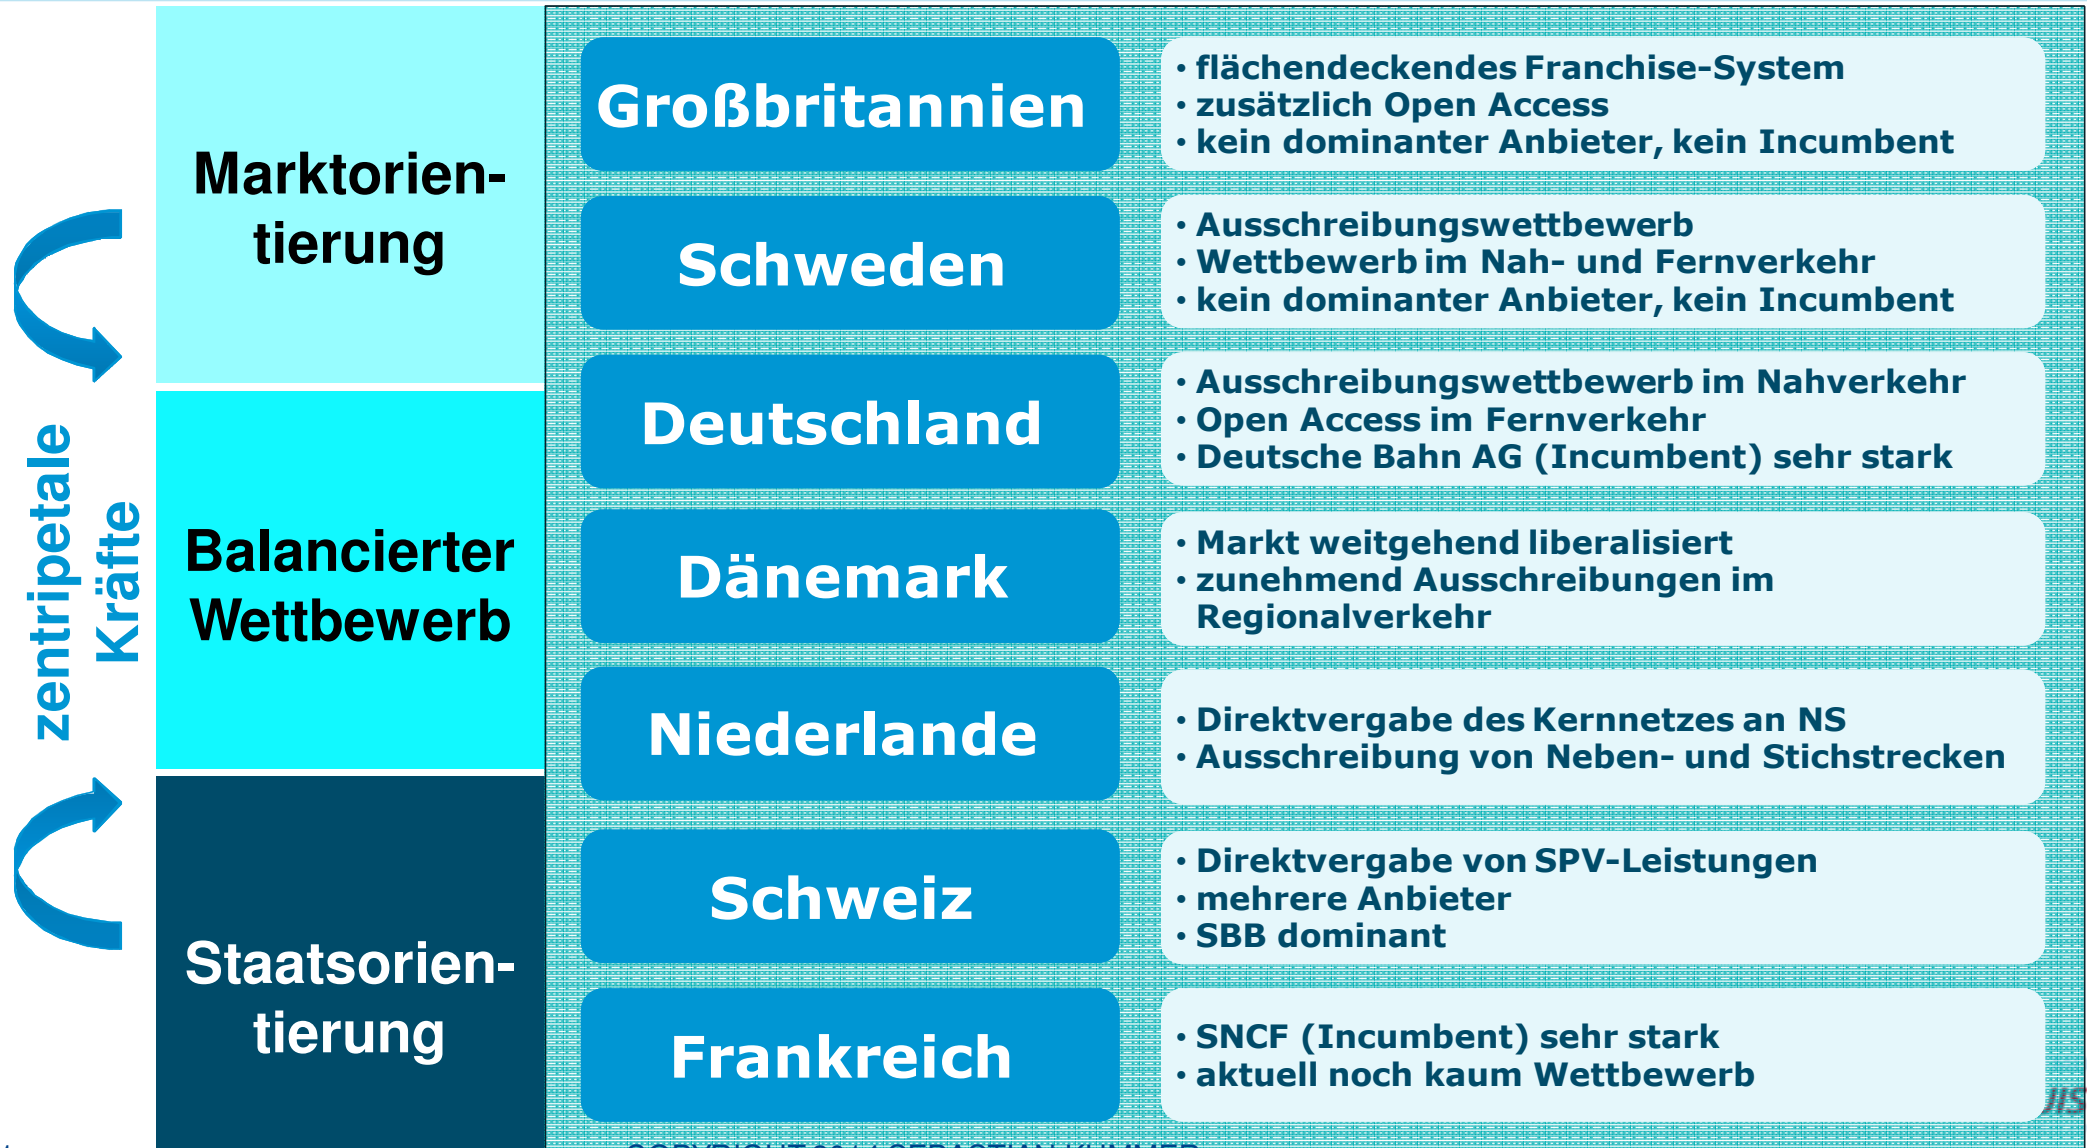 zentripetale
Kräfte
Marktorien-
tierung
Balancierter
Wettbewerb
Staatsorien-
tierung
Großbritannien
• flächendeckendes Franchise-System
• zusätzlich Open Access
• kein dominanter Anbieter, kein Incumbent
Schweden
• Ausschreibungswettbewerb
• Wettbewerb im Nah- und Fernverkehr
• kein dominanter Anbieter, kein Incumbent
Deutschland
• Ausschreibungswettbewerb im Nahverkehr
• Open Access im Fernverkehr
• Deutsche Bahn AG (Incumbent) sehr stark
Dänemark
• Markt weitgehend liberalisiert
• zunehmend Ausschreibungen im
Regionalverkehr
Niederlande
• Direktvergabe des Kernnetzes an NS
• Ausschreibung von Neben- und Stichstrecken
Schweiz
• Direktvergabe von SPV-Leistungen
• mehrere Anbieter
• SBB dominant
Frankreich
• SNCF (Incumbent) sehr stark
• aktuell noch kaum Wettbewerb
COPYRIGHT 2014 SEBASTIAN KUMMER